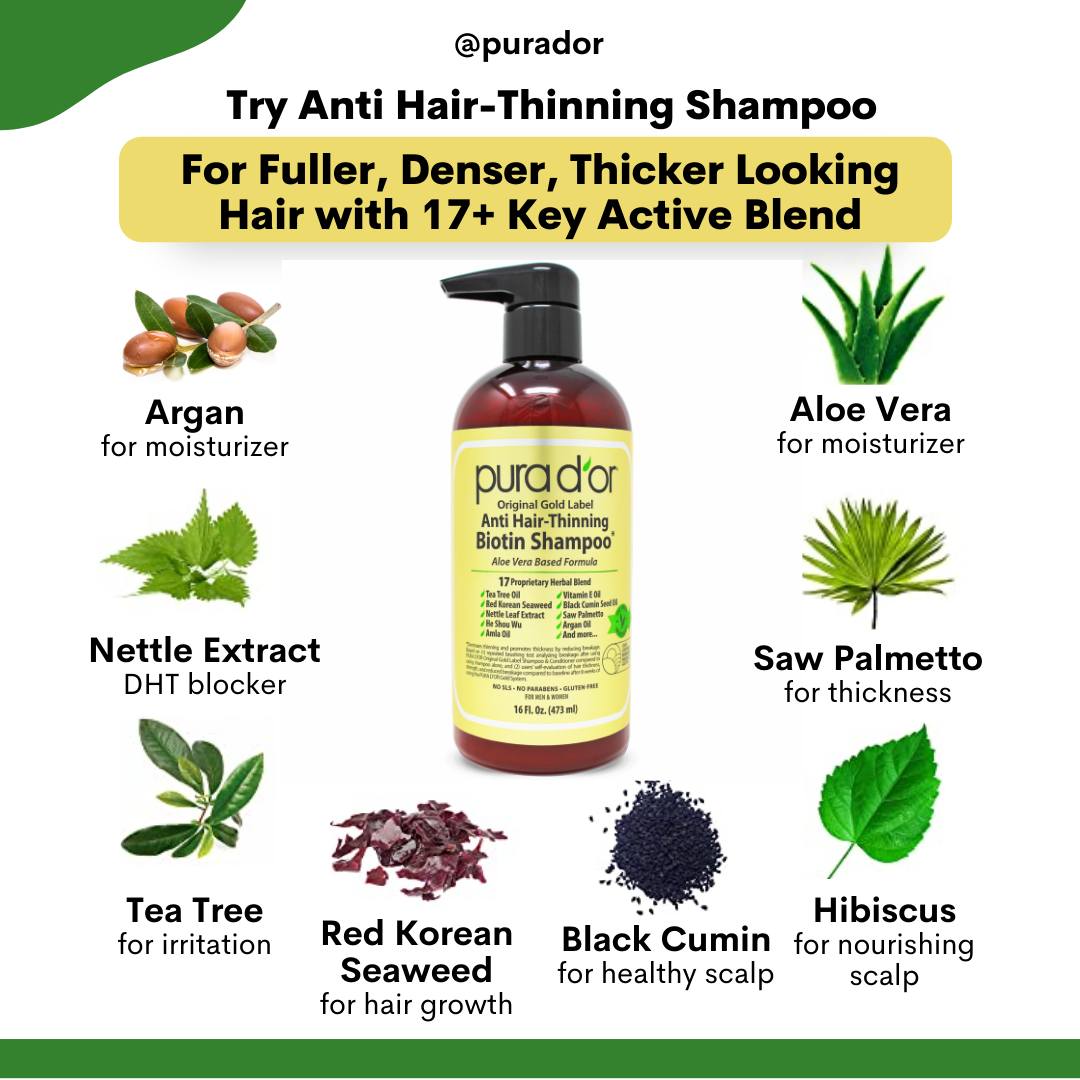 @purador
Try Anti Hair-Thinning Shampoo
For Fuller, Denser, Thicker Looking
Hair with 17+ Key Active Blend
Argan
for moisturizer
Aloe Vera
for moisturizer
pura d'or
Original Gold Label
Anti Hair-Thinning
Biotin Shampoo*
Aloe Vera Based Formula
17 Proprietary Herbal Blend
Tea Tree Oil
Red Korean Seaweed
Nettle Leaf Extract
He Shou Wu
Amla Oil
Vitamin E Oil
Black Cumin Seed Oil
Saw Palmetto
Argan Oil
And more...
NO SLS • NO PARABENS • GLUTEN-FREE
FOR MEN & WOMEN
16 Fl. Oz. (473 ml)
Nettle Extract
DHT blocker
Saw Palmetto
for thickness
Tea Tree
for irritation
Red Korean
Seaweed
for hair growth
Black Cumin
for healthy scalp
Hibiscus
for nourishing
scalp